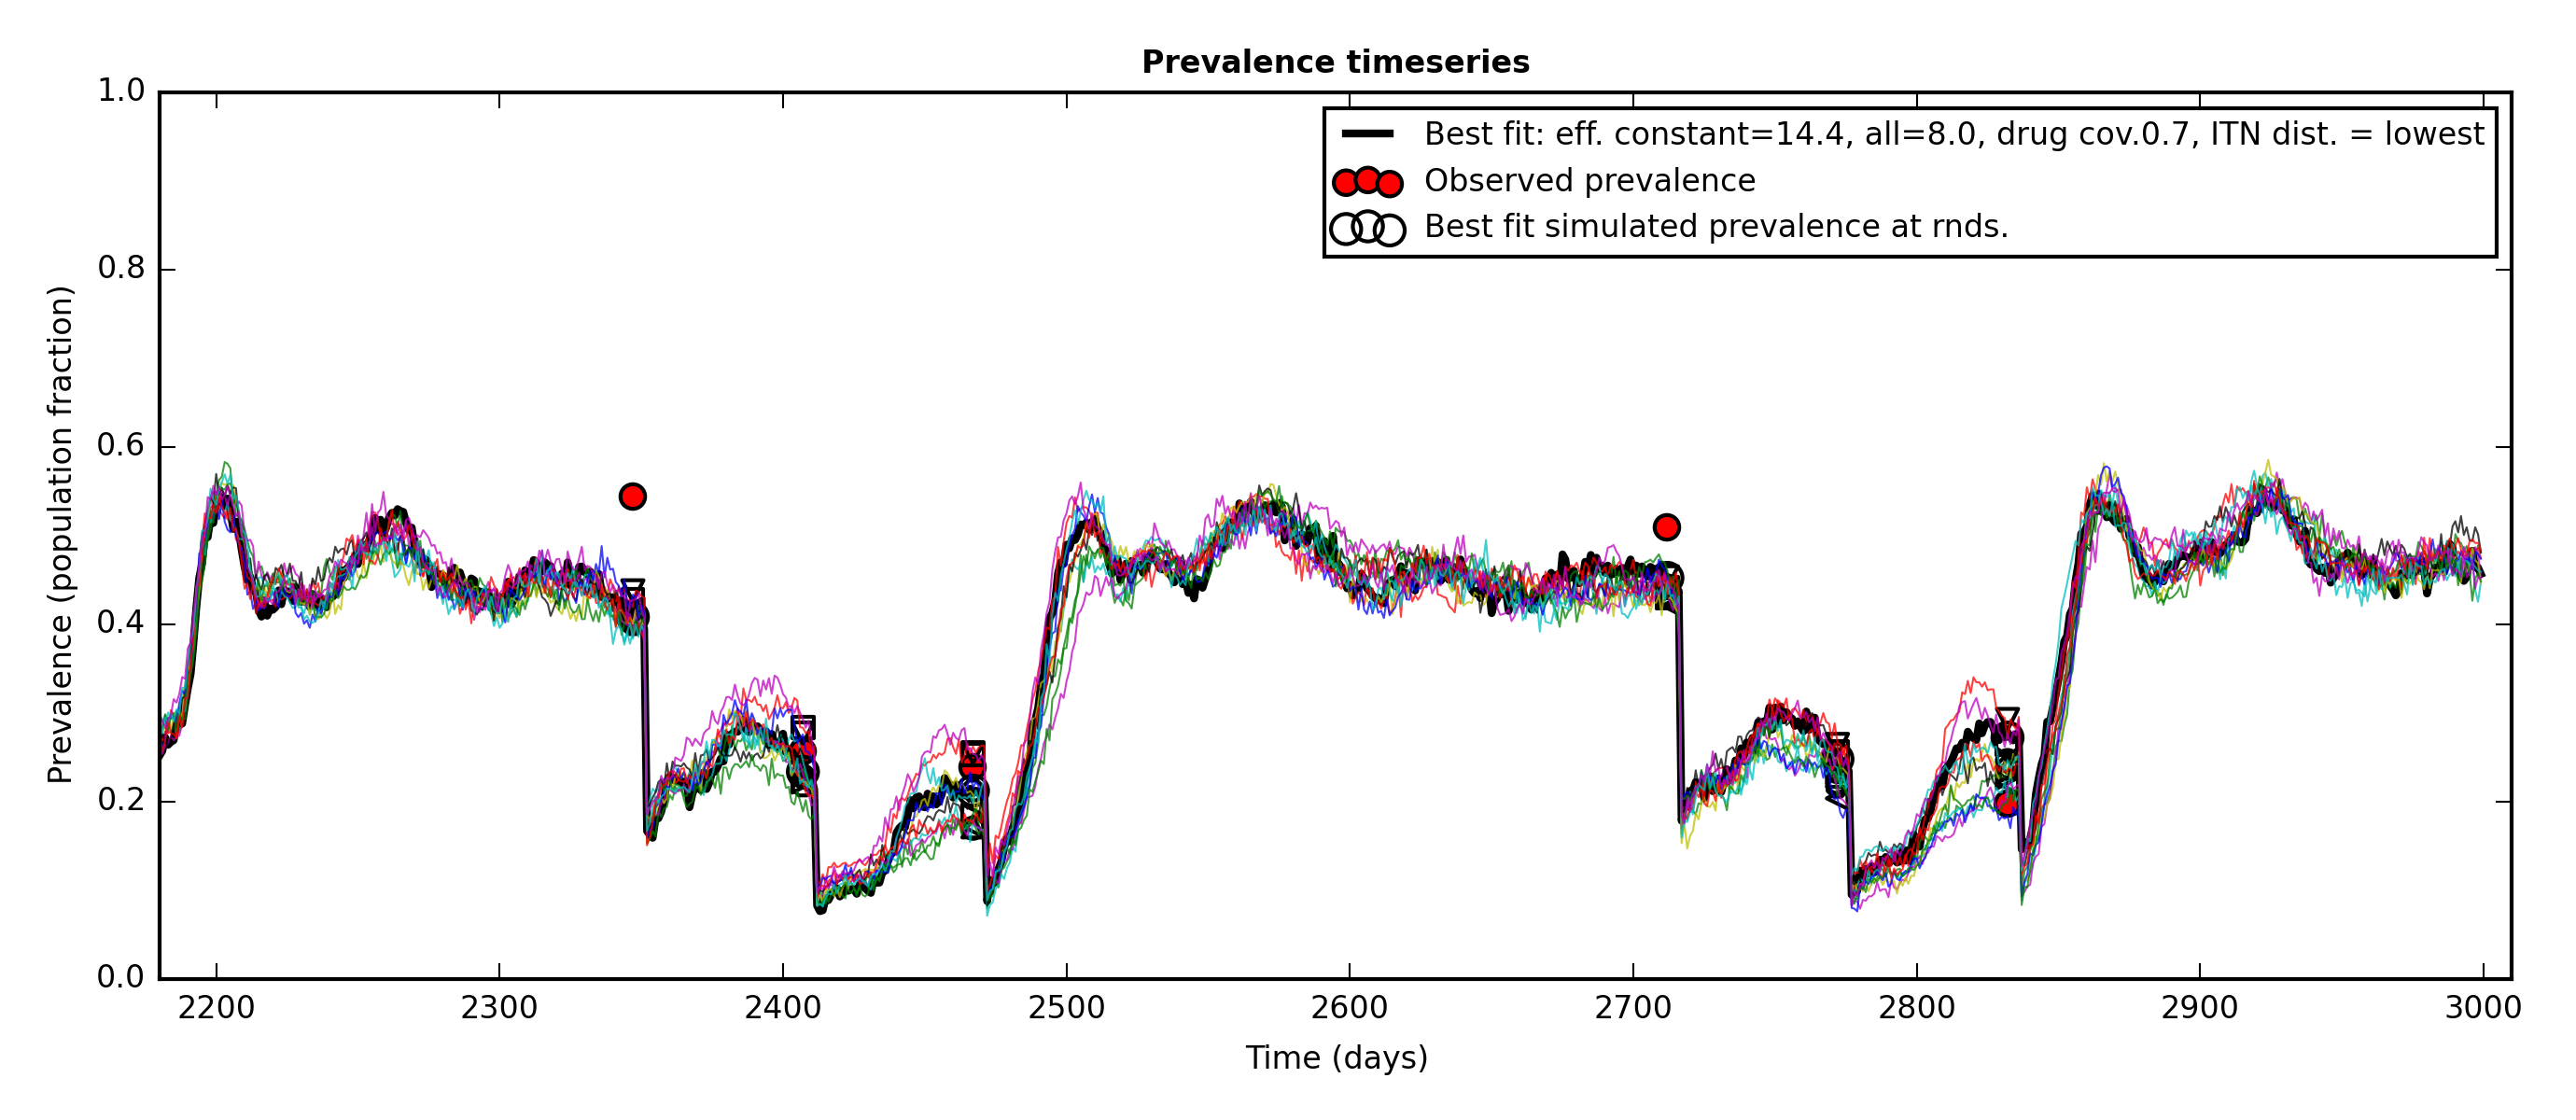 Prevalence timeseries
1.0
0.8
0.6
0.4
0.2
0.0
Prevalence (population fraction)
Best fit: eff. constant=14.4, all=8.0, drug cov.0.7, ITN dist. = lowest
Observed prevalence
Best fit simulated prevalence at rnds.
2200 2300 2400 2500 2600 2700 2800 2900 3000
Time (days)